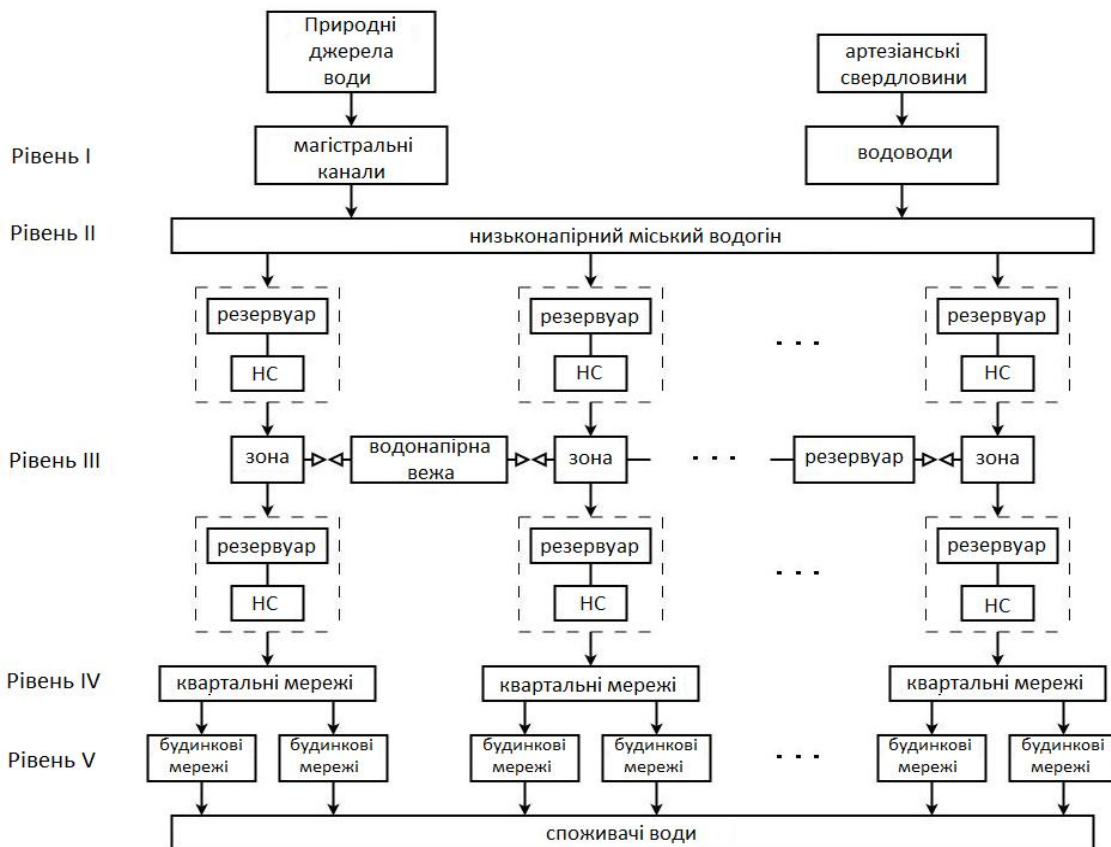 Природні
джерела
води
артезіанські
свердловини
Рівень I
магістральні
канали
водоводи
Рівень II
низьконапірний міський водогін
резервуар
резервуар
. . .
резервуар
НС
НС
НС
Рівень III
зона
водонапірна
вежа
зона
. . .
резервуар
зона
резервуар
резервуар
. . .
резервуар
НС
НС
НС
Рівень IV
квартальні мережі
квартальні мережі
квартальні мережі
Рівень V
будинкові
мережі
будинкові
мережі
будинкові
мережі
будинкові
мережі
. . .
будинкові
мережі
будинкові
мережі
споживачі води